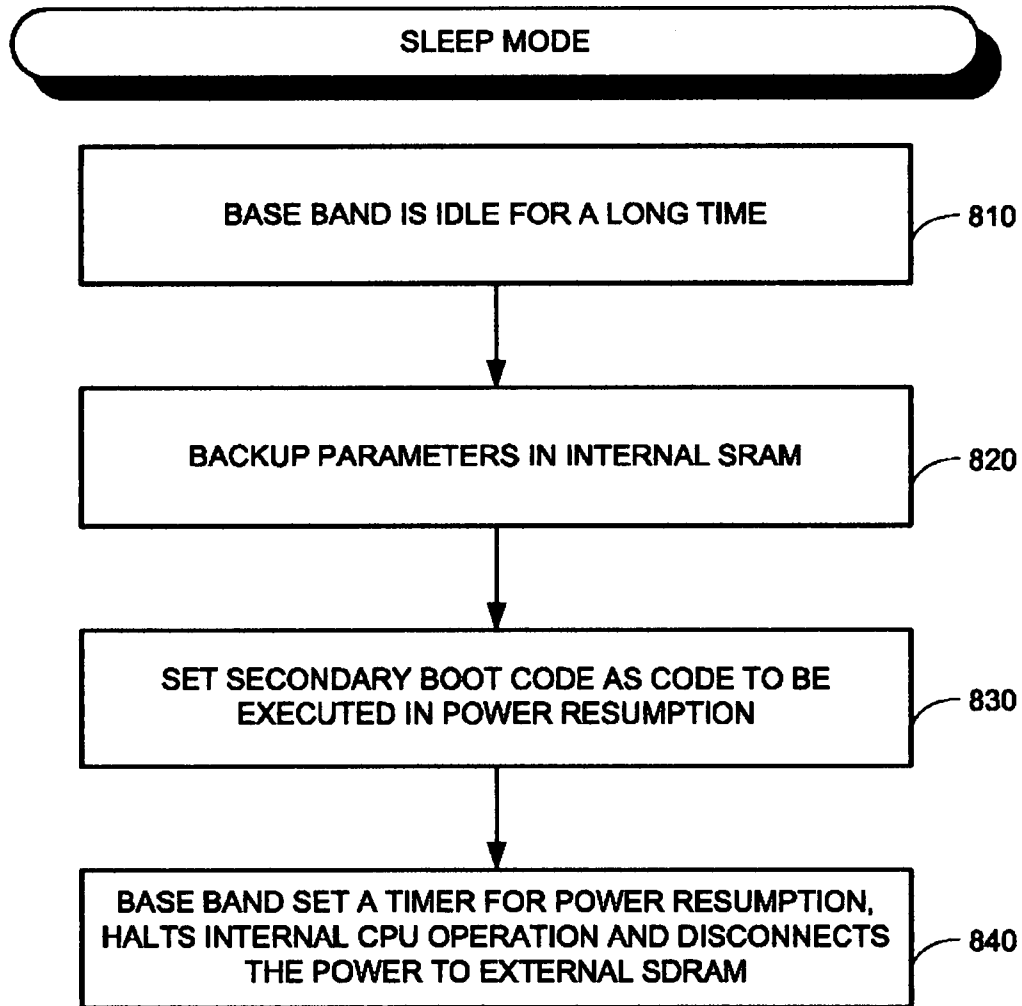 SLEEP MODE
BASE BAND IS IDLE FOR A LONG TIME
810
BACKUP PARAMETERS IN INTERNAL SRAM
820
SET SECONDARY BOOT CODE AS CODE TO BE
EXECUTED IN POWER RESUMPTION
830
BASE BAND SET A TIMER FOR POWER RESUMPTION,
HALTS INTERNAL CPU OPERATION AND DISCONNECTS
THE POWER TO EXTERNAL SDRAM
840